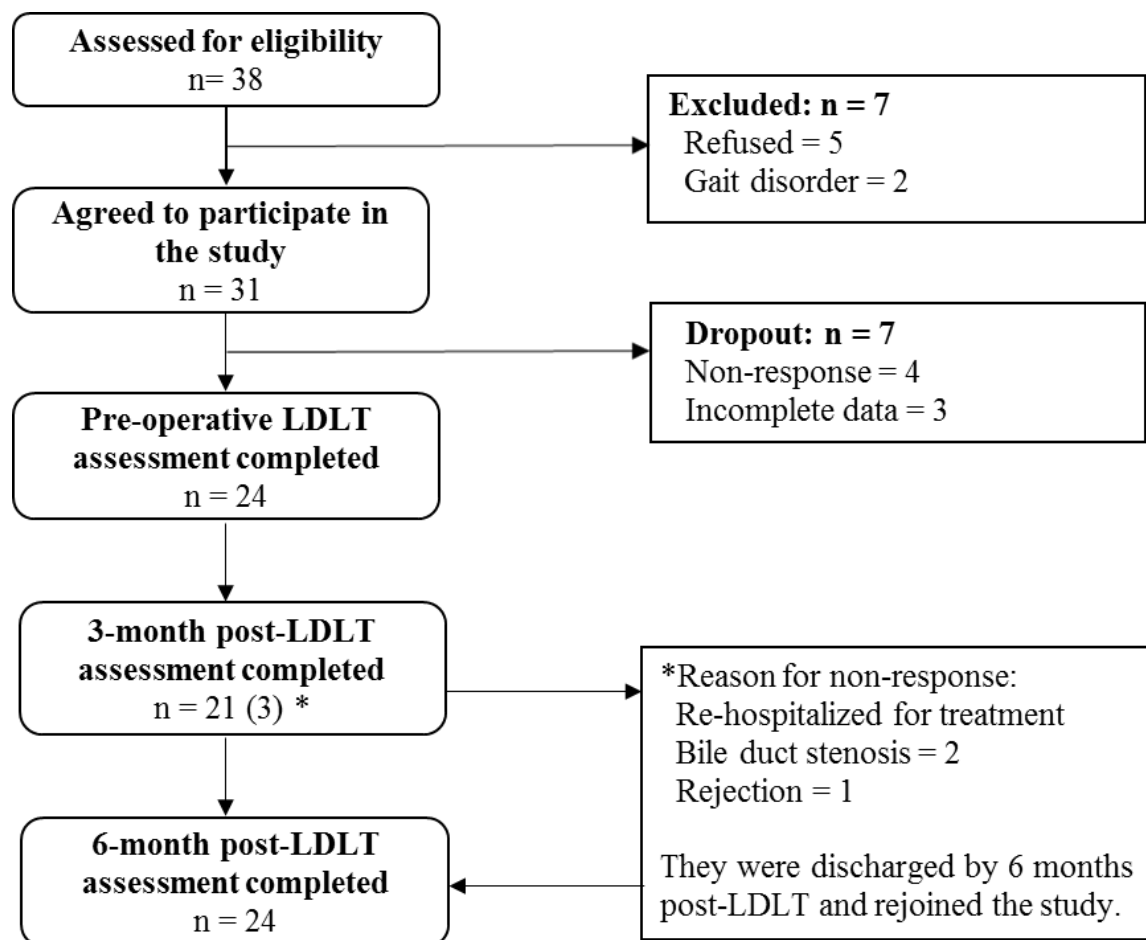 Assessed for eligibility
n= 38
Excluded: n = 7
Refused = 5
Gait disorder = 2
Agreed to participate in
the study
n = 31
Dropout: n = 7
Non-response = 4
Incomplete data = 3
Pre-operative LDLT
assessment completed
n = 24
3-month post-LDLT
assessment completed
n = 21 (3) *
*Reason for non-response:
Re-hospitalized for treatment
Bile duct stenosis = 2
Rejection = 1
They were discharged by 6 months
post-LDLT and rejoined the study.
6-month post-LDLT
assessment completed
n = 24